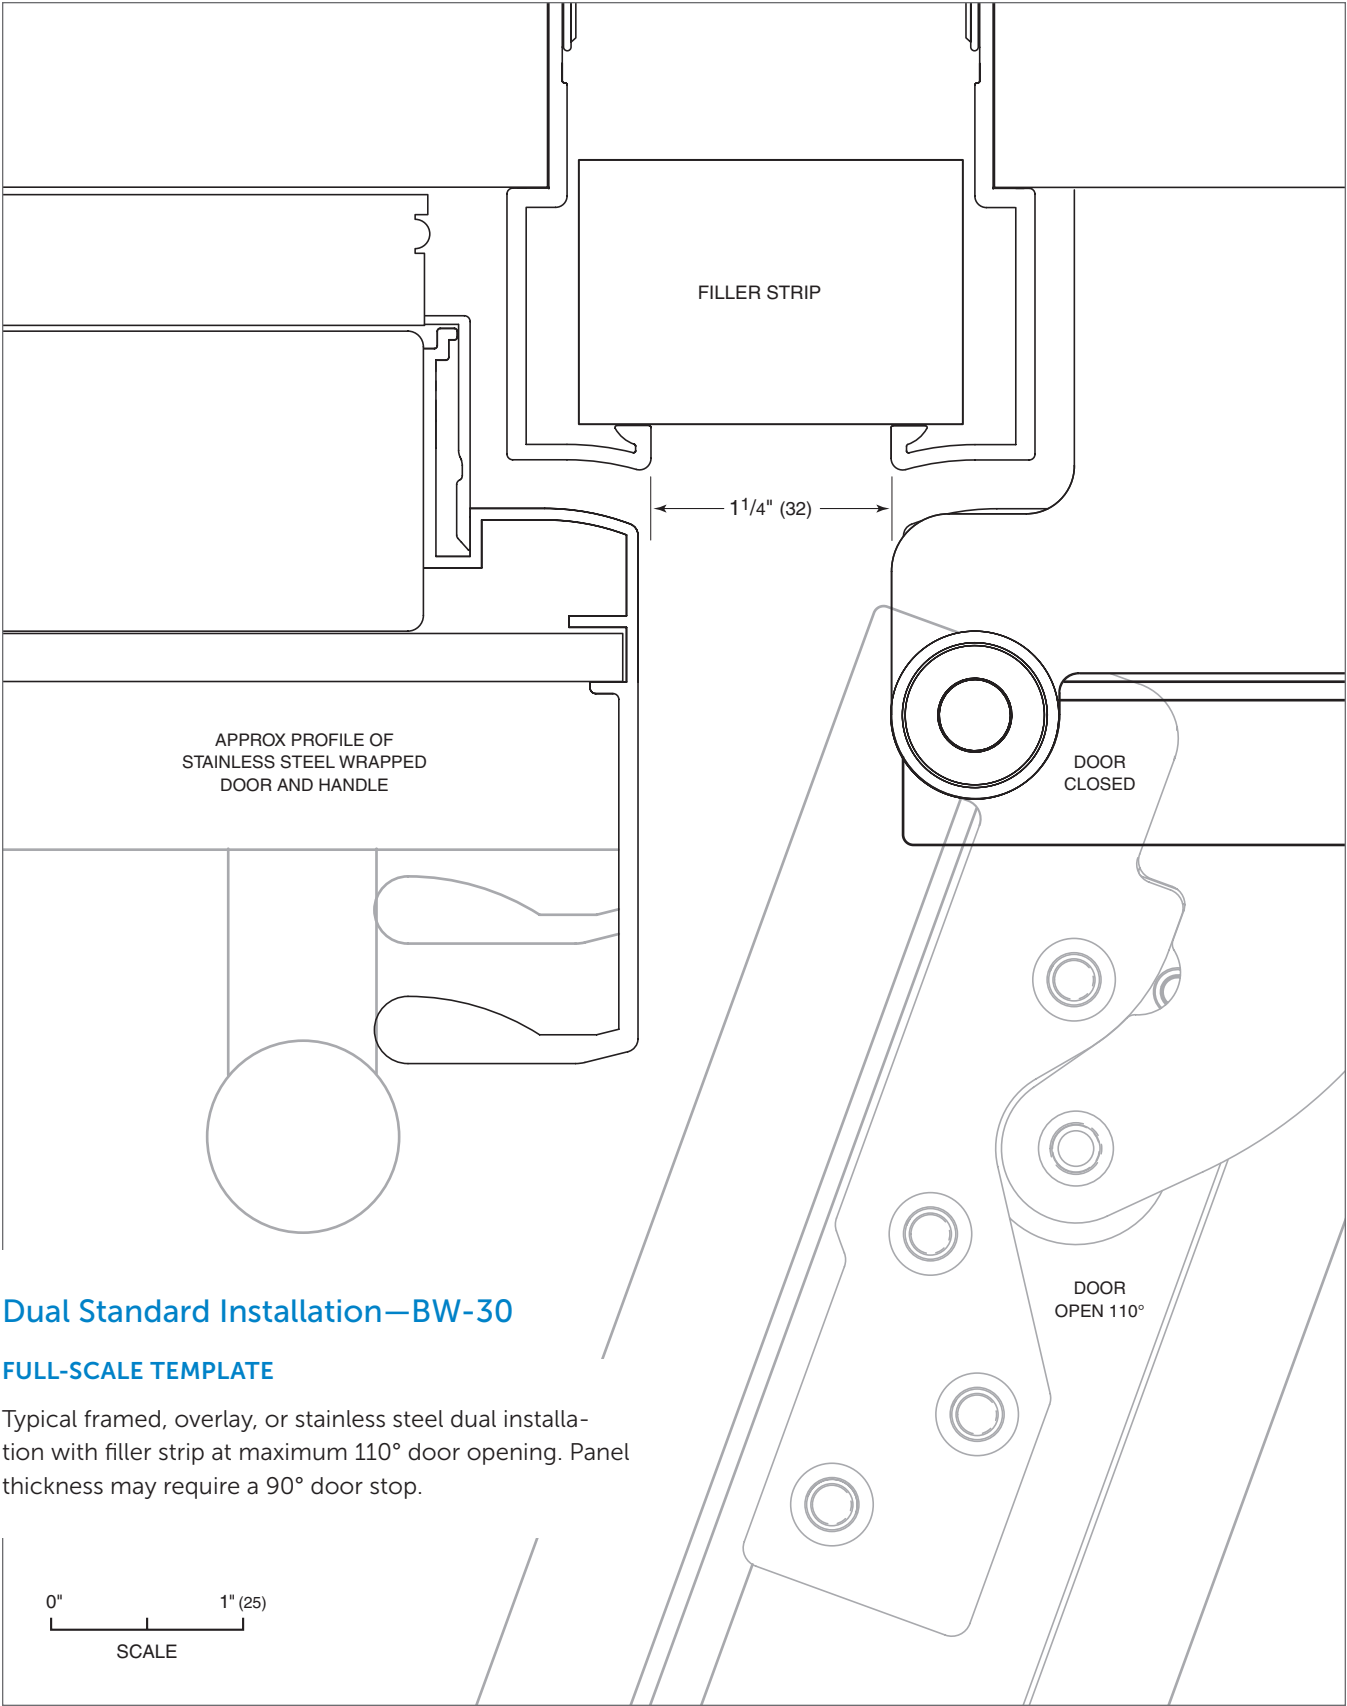 FILLER STRIP
1 1/4" (32)
APPROX PROFILE OF
STAINLESS STEEL WRAPPED
DOOR AND HANDLE
DOOR
CLOSED
DOOR
OPEN 110°
Dual Standard Installation—BW-30
FULL-SCALE TEMPLATE
Typical framed, overlay, or stainless steel dual installa-
tion with filler strip at maximum 110° door opening. Panel
thickness may require a 90° door stop.
0" 1" (25)
SCALE